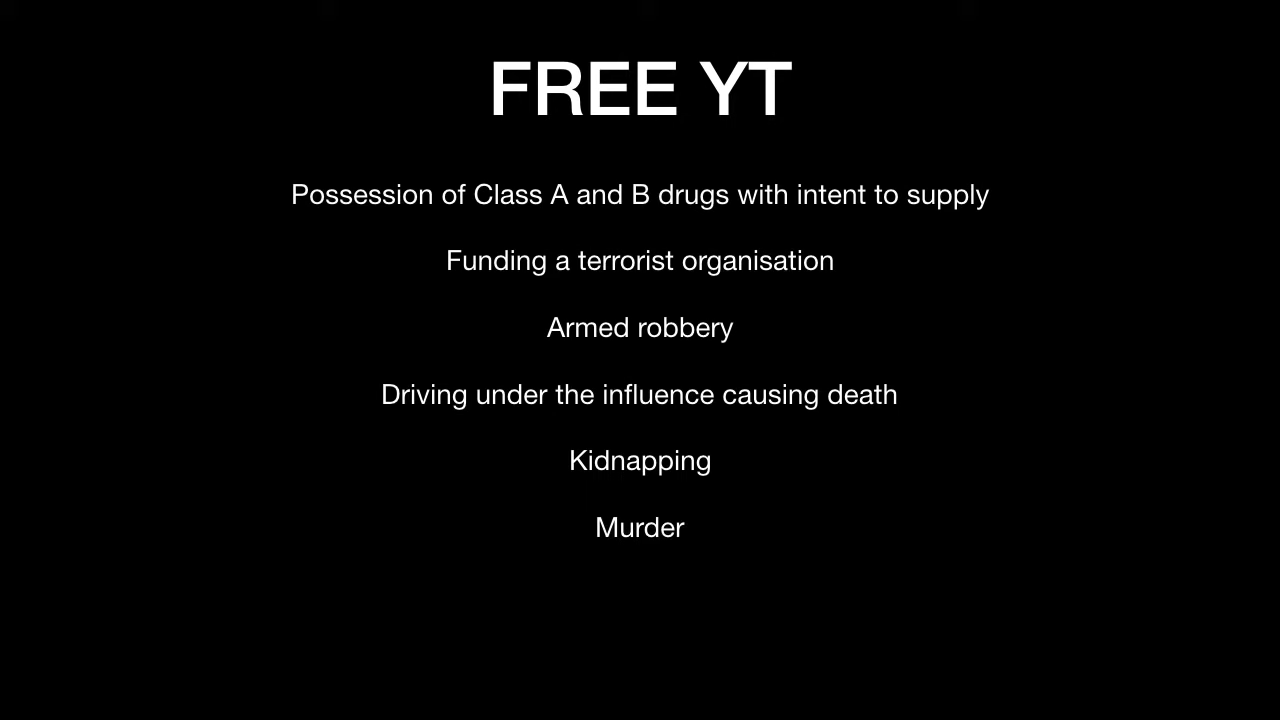 FREE YT
Possession of Class A and B drugs with intent to supply
Funding a terrorist organisation
Armed robbery
Driving under the influence causing death
Kidnapping
Murder